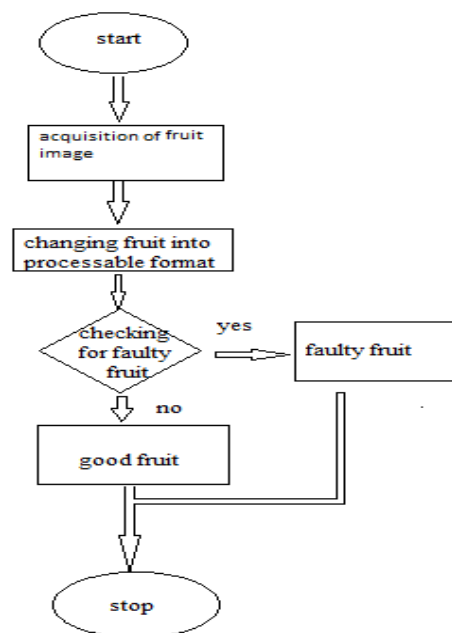 start
acquisition of fruit
image
changing fruit into
processable format
checking
for faulty
fruit
yes
faulty fruit
no
good fruit
stop